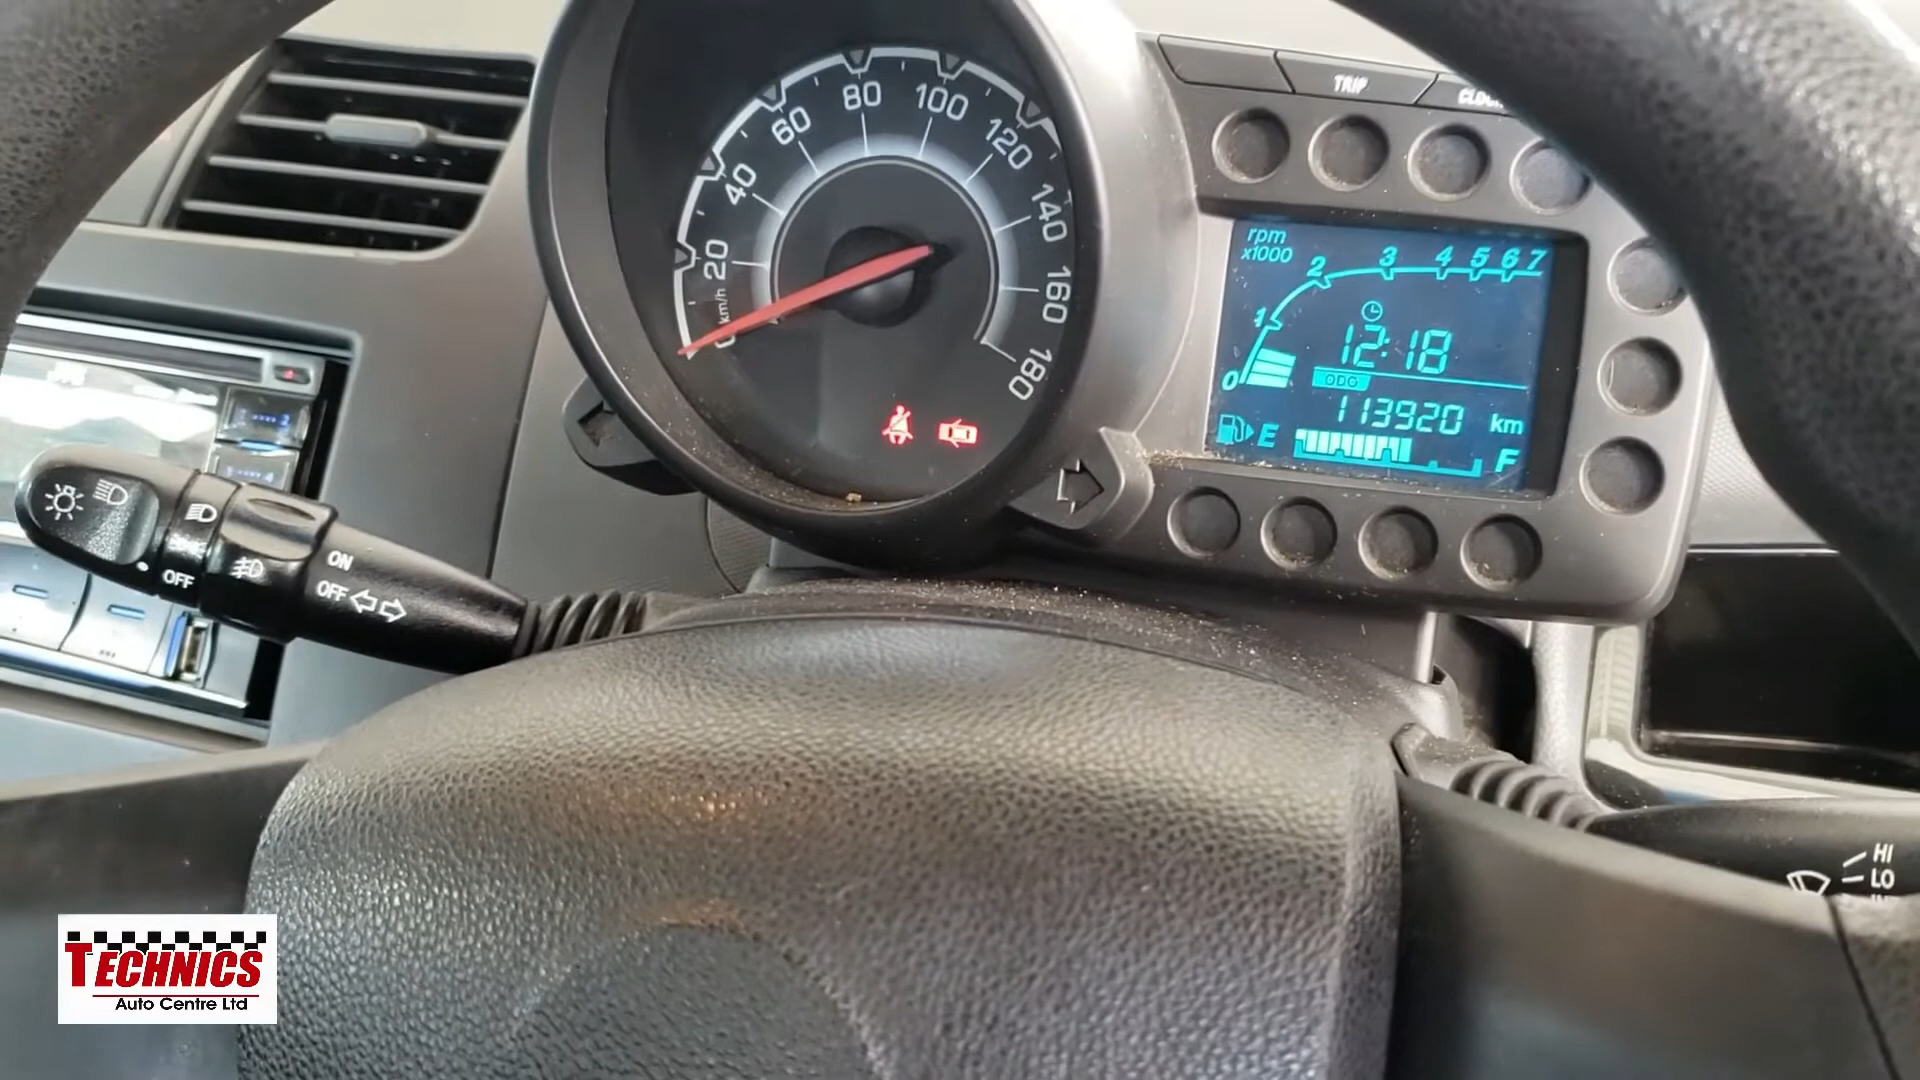 TRIP
20
40
60
80
100
120
140
160
180
km/h
rpm
x1000
0
1
2
3
4
5
6
7
12:18
ODO
113920 km
E
F
ON
OFF
OFF
HI
LO
TECHNICS
Auto Centre Ltd